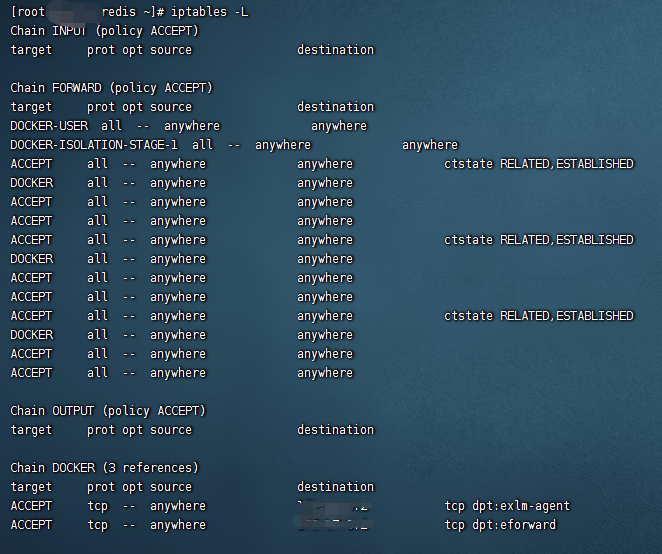 [root redis ~]# iptables -L
Chain INPUT (policy ACCEPT)
target     prot opt source               destination

Chain FORWARD (policy ACCEPT)
target     prot opt source               destination
DOCKER-USER  all  --  anywhere             anywhere
DOCKER-ISOLATION-STAGE-1  all  --  anywhere             anywhere
ACCEPT     all  --  anywhere             anywhere             ctstate RELATED,ESTABLISHED
DOCKER     all  --  anywhere             anywhere
ACCEPT     all  --  anywhere             anywhere
ACCEPT     all  --  anywhere             anywhere
ACCEPT     all  --  anywhere             anywhere             ctstate RELATED,ESTABLISHED
DOCKER     all  --  anywhere             anywhere
ACCEPT     all  --  anywhere             anywhere
ACCEPT     all  --  anywhere             anywhere
ACCEPT     all  --  anywhere             anywhere             ctstate RELATED,ESTABLISHED
DOCKER     all  --  anywhere             anywhere
ACCEPT     all  --  anywhere             anywhere
ACCEPT     all  --  anywhere             anywhere

Chain OUTPUT (policy ACCEPT)
target     prot opt source               destination

Chain DOCKER (3 references)
target     prot opt source               destination
ACCEPT     tcp  --  anywhere             tcp dpt:exlm-agent
ACCEPT     tcp  --  anywhere             tcp dpt:eforward